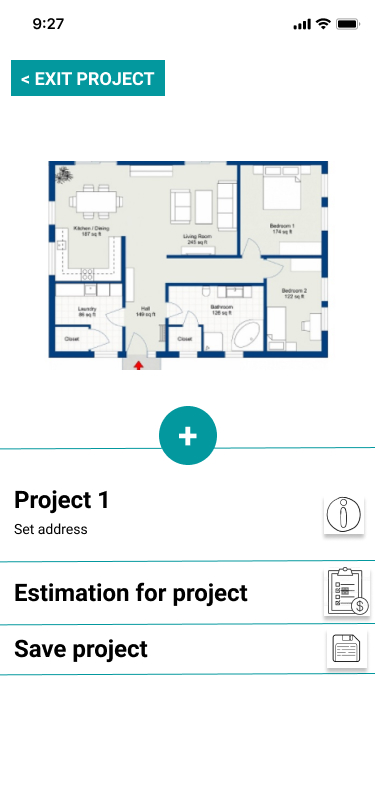 9:27
< EXIT PROJECT
Kitchen / Dining
187 sq ft
Living Room
243 sq ft
Bedroom 1
174 sq ft
Bedroom 2
122 sq ft
Laundry
86 sq ft
Hall
149 sq ft
Bathroom
126 sq ft
Closet
Closet
Project 1
Set address
Estimation for project
Save project